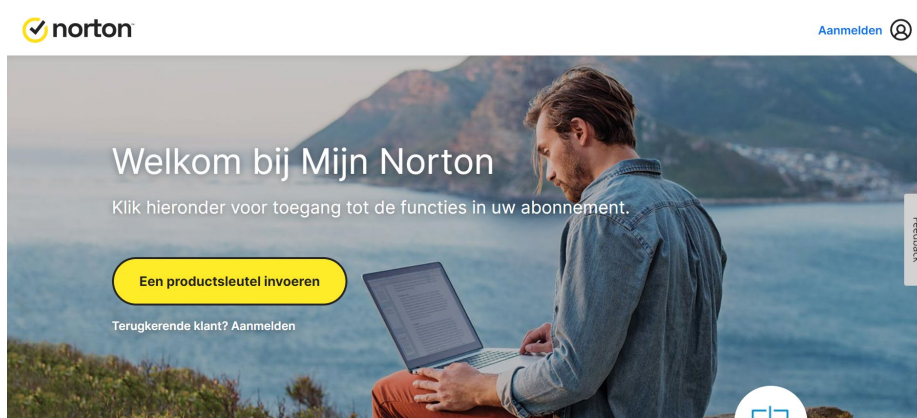 norton
Aanmelden
Welkom bij Mijn Norton
Klik hieronder voor toegang tot de functies in uw abonnement.
Feedback
Een productsleutel invoeren
Terugkerende klant? Aanmelden